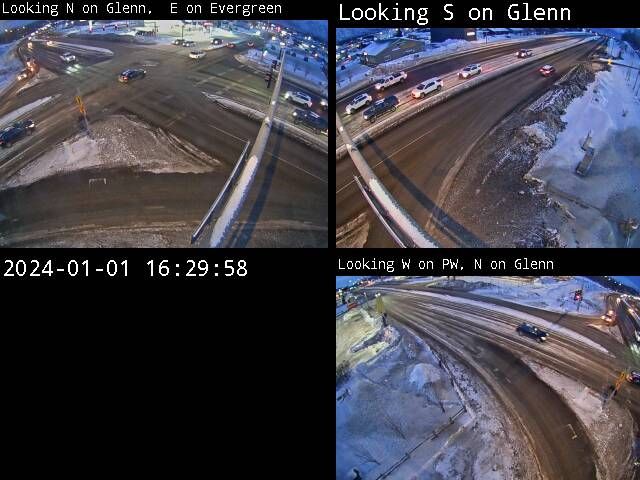 Looking N on Glenn,  E on Evergreen
Looking S on Glenn
2024-01-01 16:29:58
Looking W on PW, N on Glenn